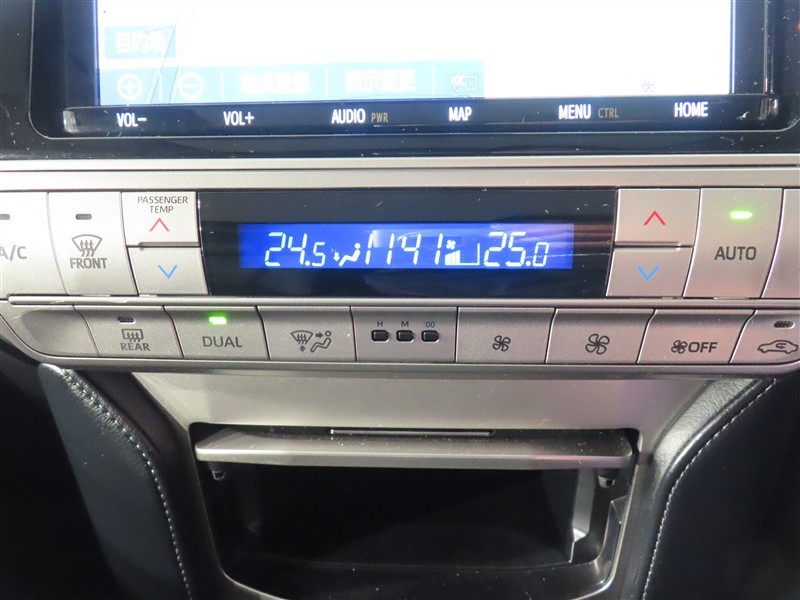 目的地
地点登録 表示変更
VOL- VOL+ AUDIO PWR MAP MENU CTRL HOME
PASSENGER
TEMP
A/C FRONT 24.5 1141 25.0 AUTO
REAR DUAL H M 00 OFF